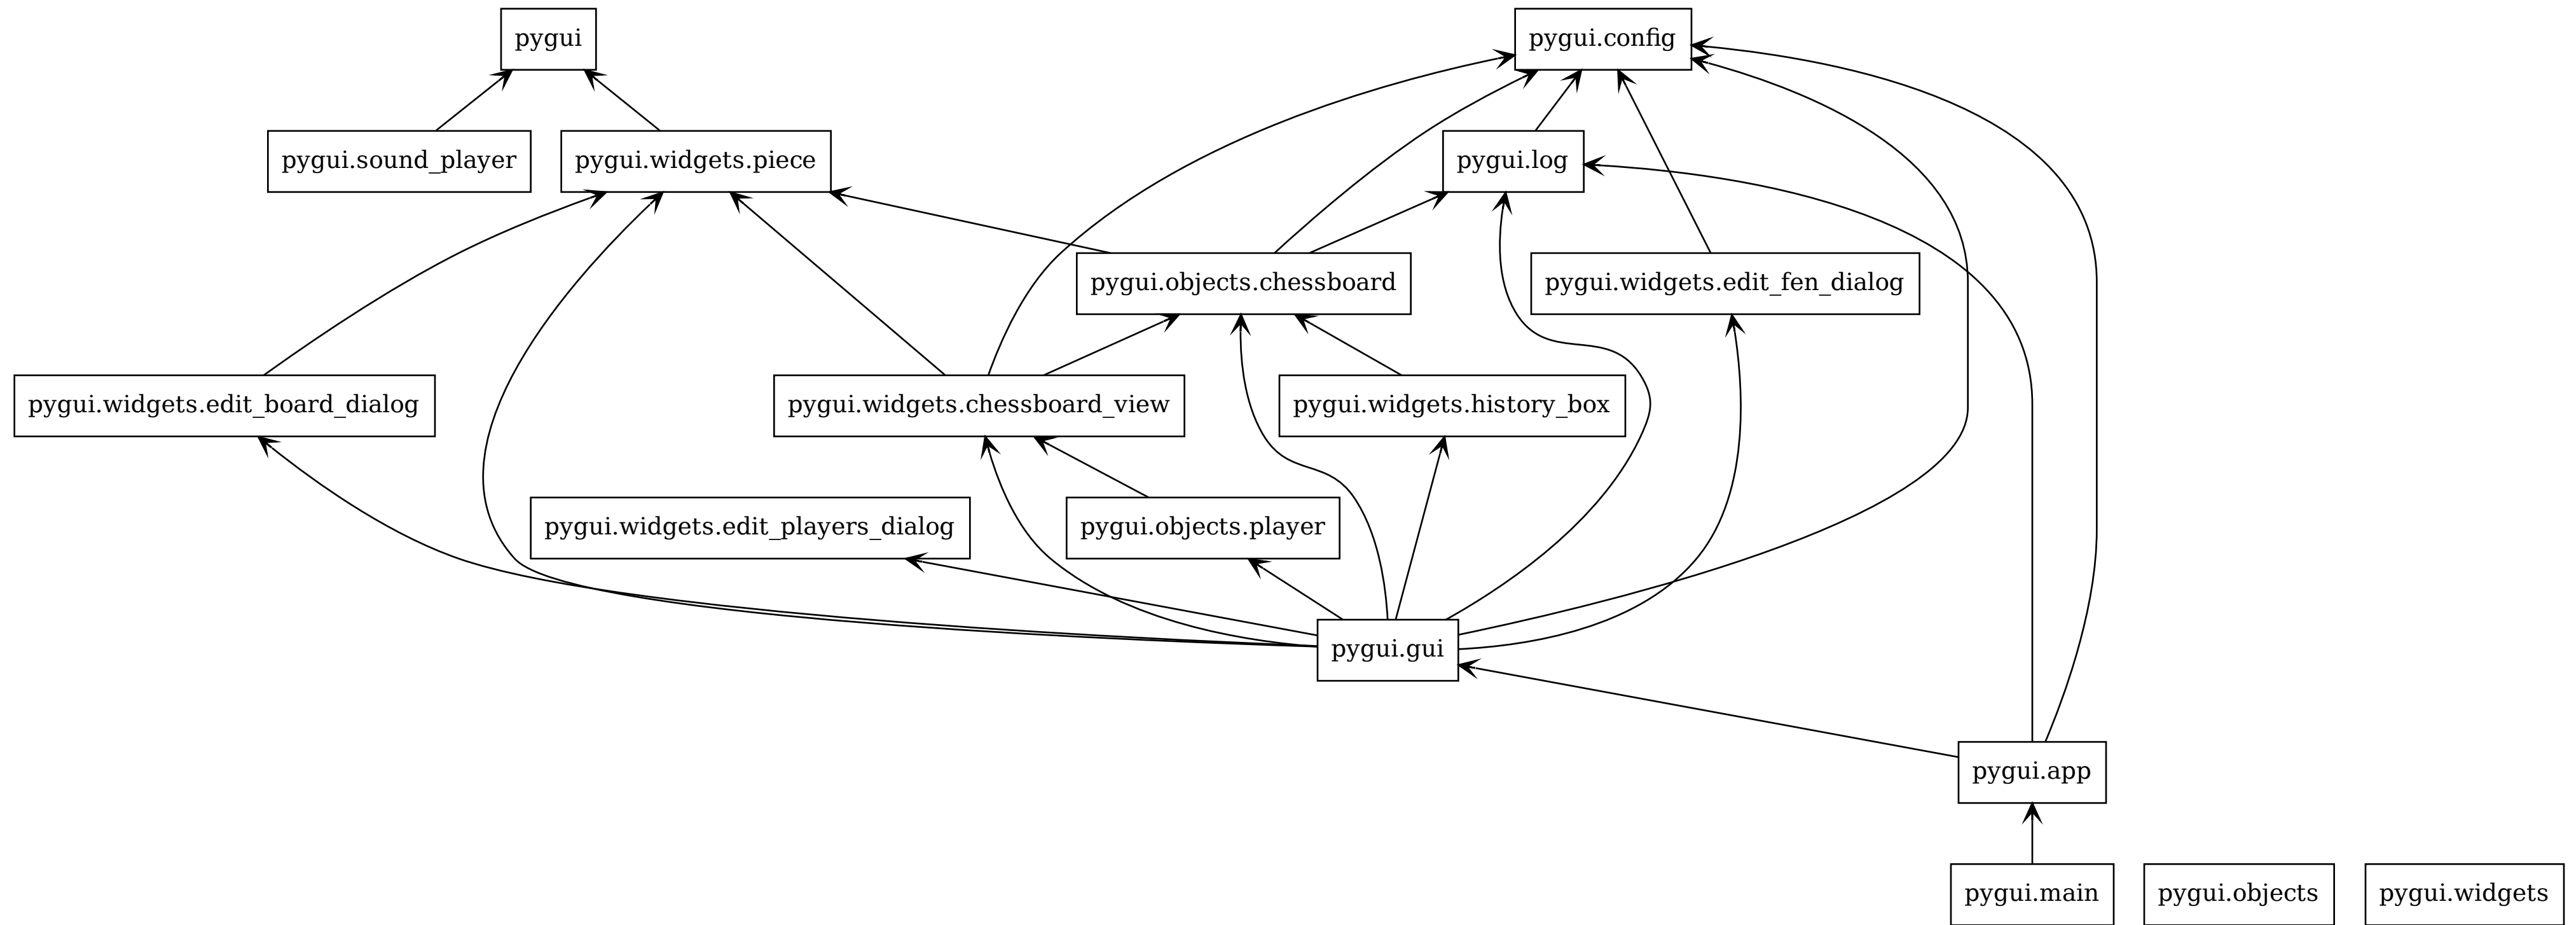 pygui
pygui.config
pygui.sound_player
pygui.widgets.piece
pygui.log
pygui.objects.chessboard
pygui.widgets.edit_fen_dialog
pygui.widgets.edit_board_dialog
pygui.widgets.chessboard_view
pygui.widgets.history_box
pygui.widgets.edit_players_dialog
pygui.objects.player
pygui.gui
pygui.app
pygui.main
pygui.objects
pygui.widgets